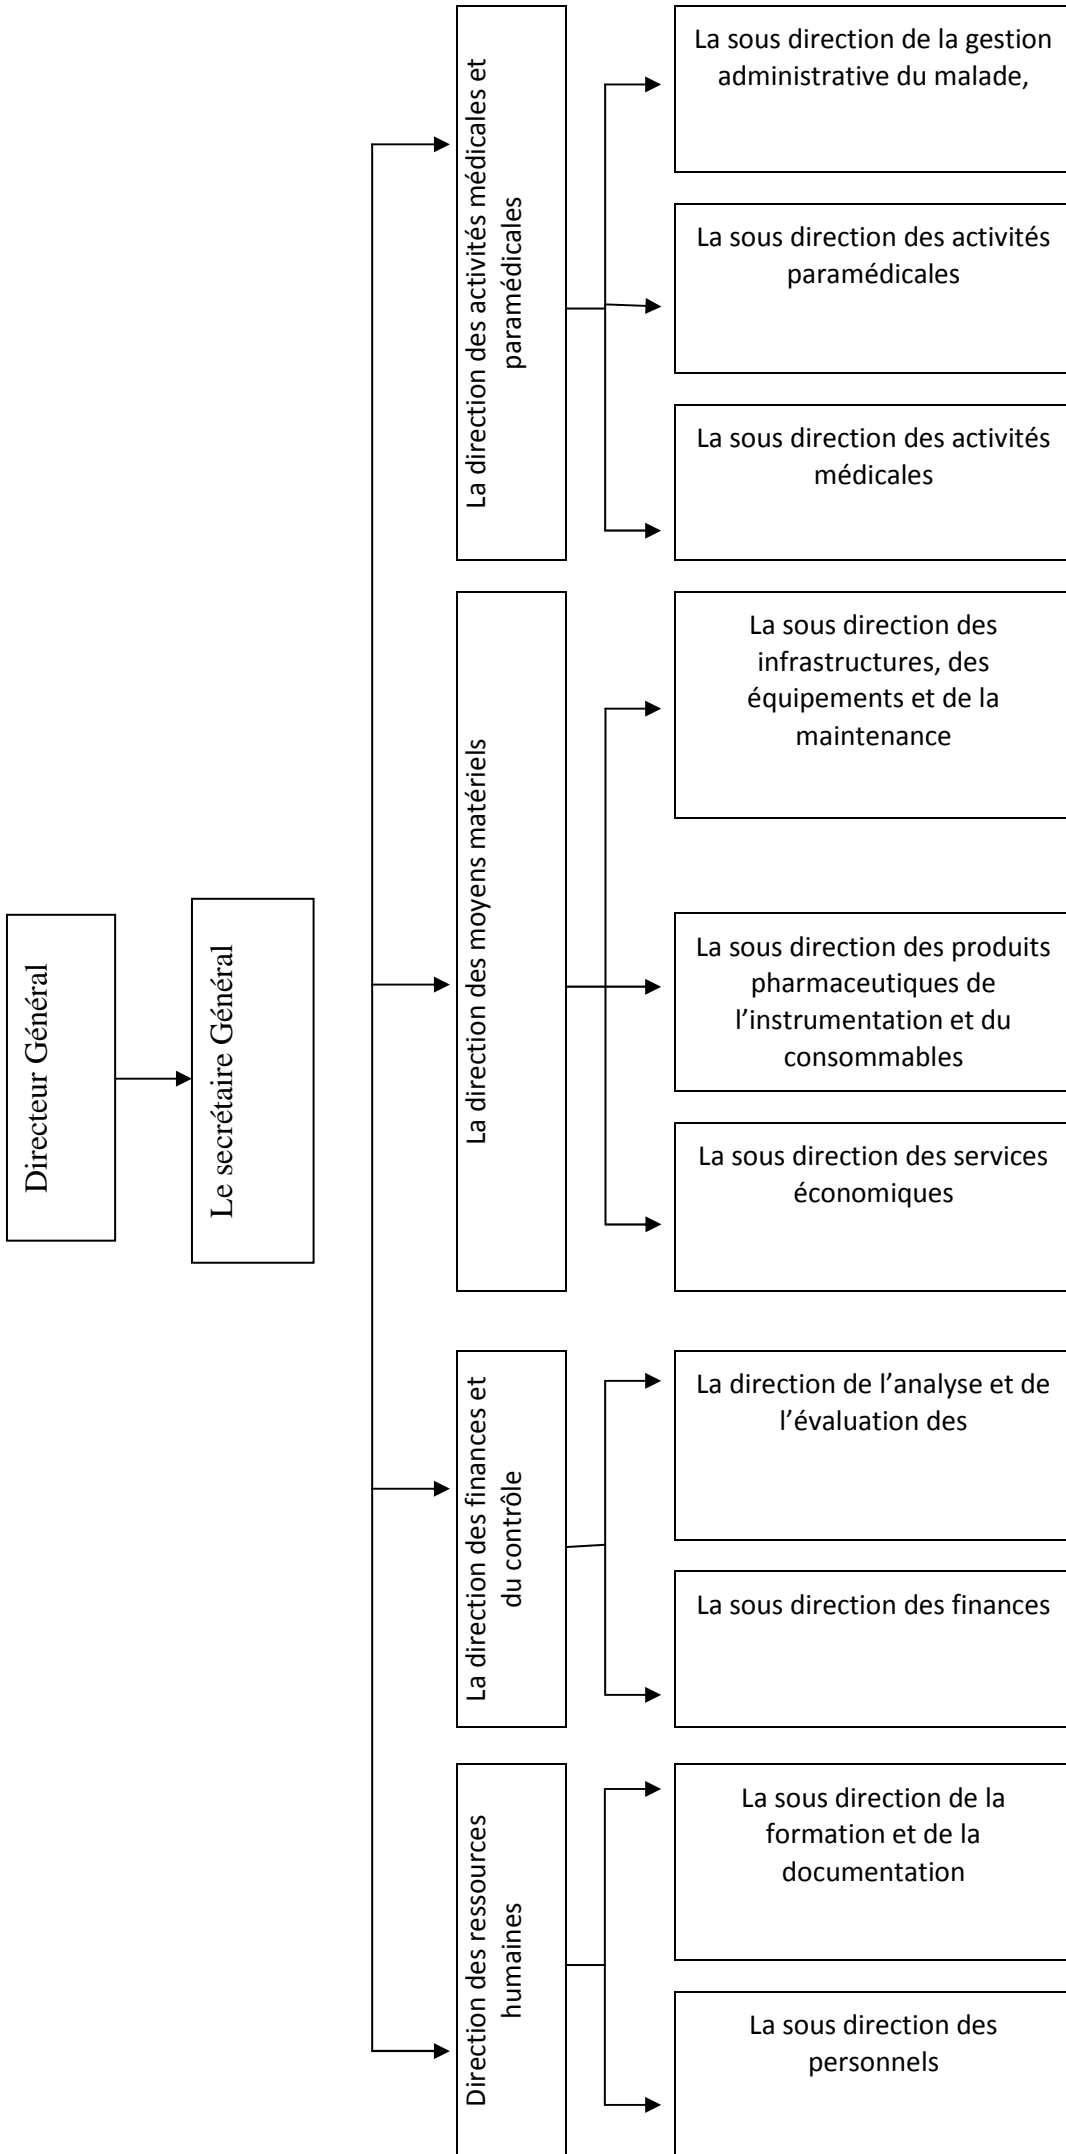 Directeur Général
Le secrétaire Général
La direction des activités médicales et
paramédicales
La sous direction de la gestion
administrative du malade,
La sous direction des activités
paramédicales
La sous direction des activités
médicales
La direction des moyens matériels
La sous direction des
infrastructures, des
équipements et de la
maintenance
La sous direction des produits
pharmaceutiques de
l’instrumentation et du
consommables
La sous direction des services
économiques
La direction des finances et
du contrôle
La direction de l’analyse et de
l’évaluation des
La sous direction des finances
Direction des ressources
humaines
La sous direction de la
formation et de la
documentation
La sous direction des
personnels